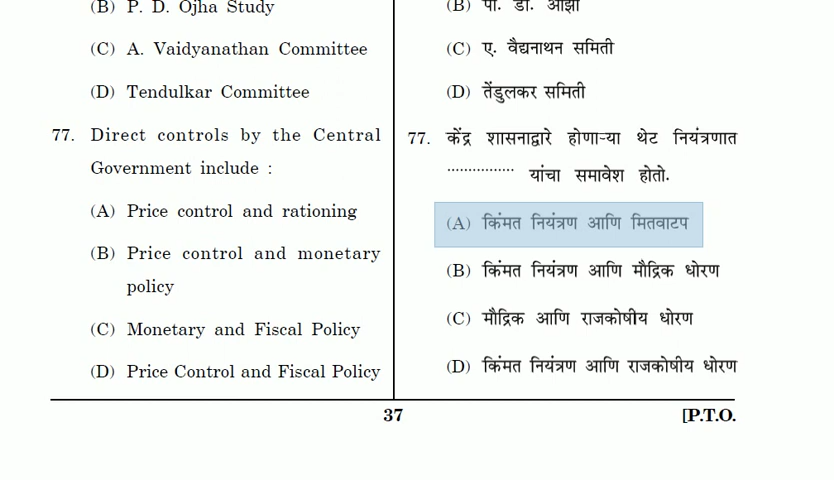 (B) P. D. Ojha Study
(C) A. Vaidyanathan Committee
(D) Tendulkar Committee
77. Direct controls by the Central
Government include :
(A) Price control and rationing
(B) Price control and monetary
policy
(C) Monetary and Fiscal Policy
(D) Price Control and Fiscal Policy
(B) पी. डी. ओझा
(C) ए. वैद्यनाथन समिती
(D) तेंडुलकर समिती
77. केंद्र शासनाद्वारे होणाऱ्या थेट नियंत्रणात
................ यांचा समावेश होतो.
(A) किंमत नियंत्रण आणि मितवाटप
(B) किंमत नियंत्रण आणि मौद्रिक धोरण
(C) मौद्रिक आणि राजकोषीय धोरण
(D) किंमत नियंत्रण आणि राजकोषीय धोरण
37
[P.T.O.